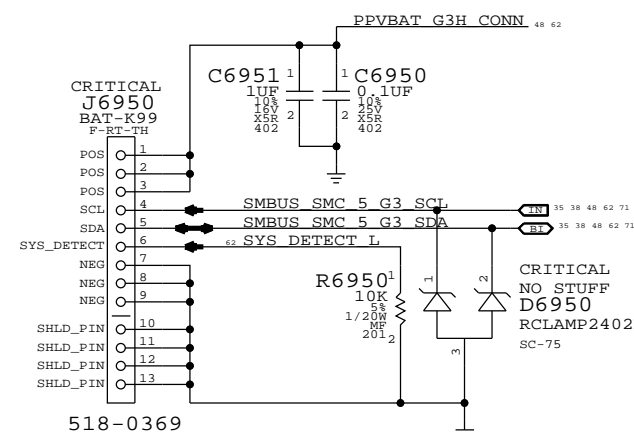 PPVBAT_G3H_CONN 48 62
C6951
1UF
10%
16V
X5R
402
1
2
C6950
0.1UF
10%
25V
X5R
402
1
2
CRITICAL
J6950
BAT-K99
F-RT-TH
POS 1
POS 2
POS 3
SCL 4
SDA 5
SYS_DETECT 6
NEG 7
NEG 8
NEG 9
SHLD_PIN 10
SHLD_PIN 11
SHLD_PIN 12
SHLD_PIN 13
518-0369
SMBUS_SMC_5_G3_SCL IN 35 38 48 62 71
SMBUS_SMC_5_G3_SDA BI 35 38 48 62 71
62 SYS_DETECT_L
R6950
10K
5%
1/20W
MF
201
1
2
1
2
3
CRITICAL
NO STUFF
D6950
RCLAMP2402
SC-75